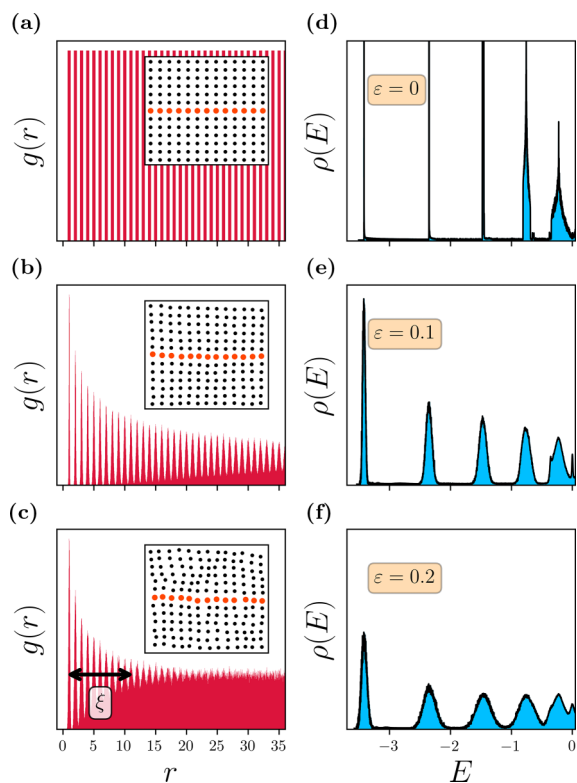 (a)
g(r)
(d)
ρ(E)
ε = 0
(b)
g(r)
(e)
ρ(E)
ε = 0.1
(c)
g(r)
ξ
0 5 10 15 20 25 30 35
r
(f)
ρ(E)
ε = 0.2
−3 −2 −1 0
E